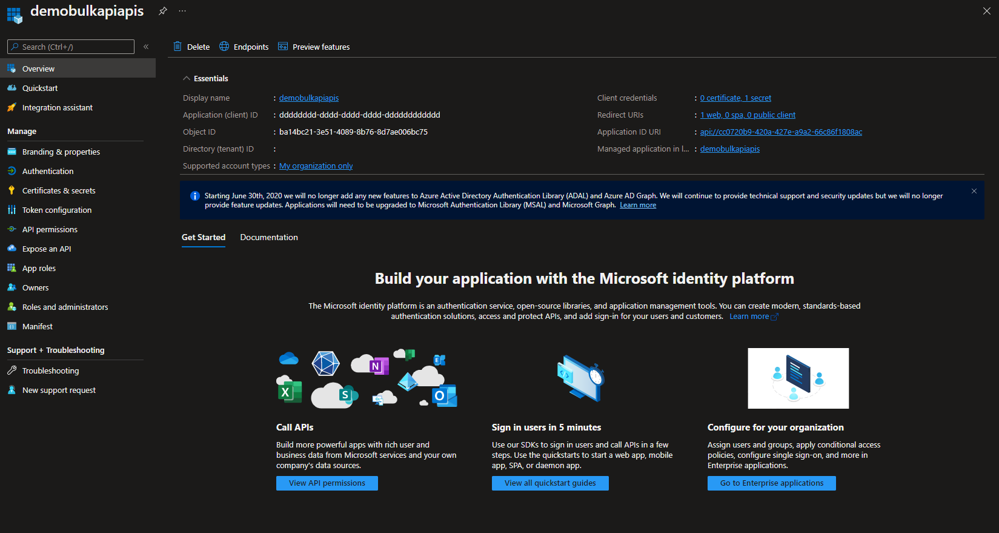 demobulkapiapis
Search (Ctrl+/)
Delete
Endpoints
Preview features
Overview
Quickstart
Integration assistant
Manage
Branding & properties
Authentication
Certificates & secrets
Token configuration
API permissions
Expose an API
App roles
Owners
Roles and administrators
Manifest
Support + Troubleshooting
Troubleshooting
New support request
Essentials
Display name : demobulkapiapis
Application (client) ID : dddddddd-dddd-dddd-dddd-dddddddddddd
Object ID : ba14bc21-3e51-4089-8b76-8d7ae006bc75
Directory (tenant) ID :
Supported account types : My organization only
Client credentials : 0 certificate, 1 secret
Redirect URIs : 1 web, 0 spa, 0 public client
Application ID URI : api://cc0720b9-420a-427e-a9a2-66c86f1808ac
Managed application in l... : demobulkapiapis
Starting June 30th, 2020 we will no longer add any new features to Azure Active Directory Authentication Library (ADAL) and Azure AD Graph. We will continue to provide technical support and security updates but we will no longer
provide feature updates. Applications will need to be upgraded to Microsoft Authentication Library (MSAL) and Microsoft Graph. Learn more
Get Started
Documentation
Build your application with the Microsoft identity platform
The Microsoft identity platform is an authentication service, open-source libraries, and application management tools. You can create modern, standards-based
authentication solutions, access and protect APIs, and add sign-in for your users and customers. Learn more
N
E
X
S
O
Call APIs
Build more powerful apps with rich user and
business data from Microsoft services and your own
company's data sources.
View API permissions
Sign in users in 5 minutes
Use our SDKs to sign in users and call APIs in a few
steps. Use the quickstarts to start a web app, mobile
app, SPA, or daemon app.
View all quickstart guides
Configure for your organization
Assign users and groups, apply conditional access
policies, configure single sign-on, and more in
Enterprise applications.
Go to Enterprise applications